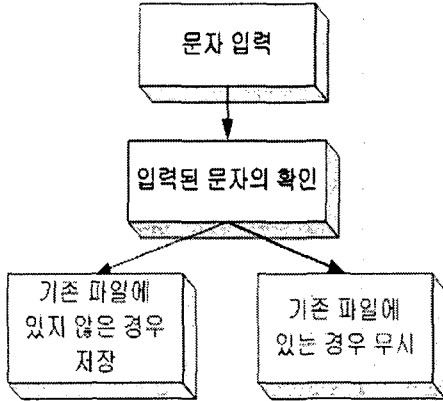 문자 입력
입력된 문자의 확인
기존 파일에
있지 않은 경우
저장
기존 파일에
있는 경우 무시